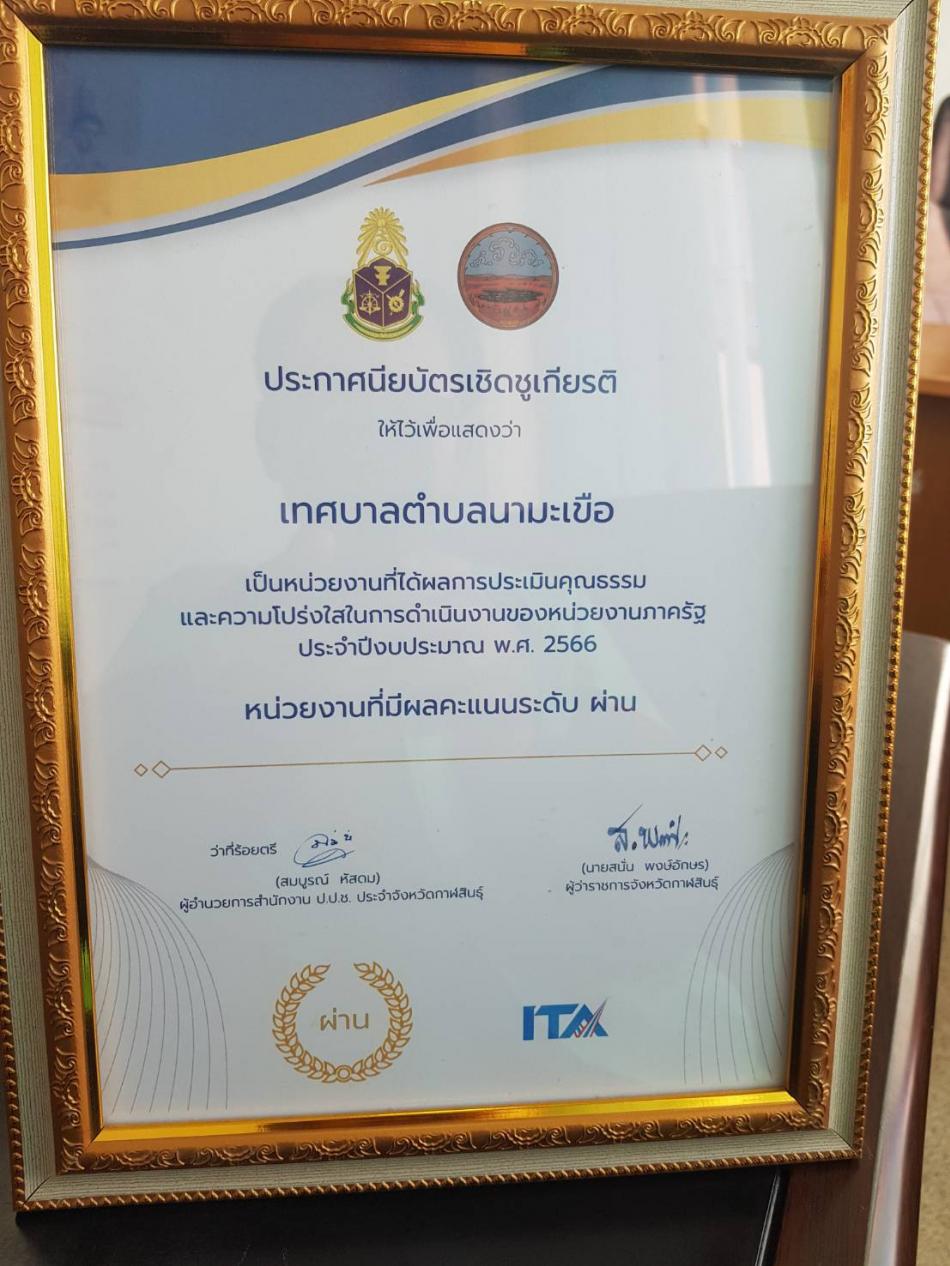 ประกาศนียบัตรเชิดชูเกียรติ
ให้ไว้เพื่อแสดงว่า
เทศบาลตำบลนามะเขือ
เป็นหน่วยงานที่ได้ผลการประเมินคุณธรรม
และความโปร่งใสในการดำเนินงานของหน่วยงานภาครัฐ
ประจำปีงบประมาณ พ.ศ. 2566
หน่วยงานที่มีผลคะแนนระดับ ผ่าน
ว่าที่ร้อยตรี
(สมบูรณ์ หัสดม)
ผู้อำนวยการสำนักงาน ป.ป.ช. ประจำจังหวัดกาฬสินธุ์
(นายสนั่น พงษ์อักษร)
ผู้ว่าราชการจังหวัดกาฬสินธุ์
ผ่าน
ITA